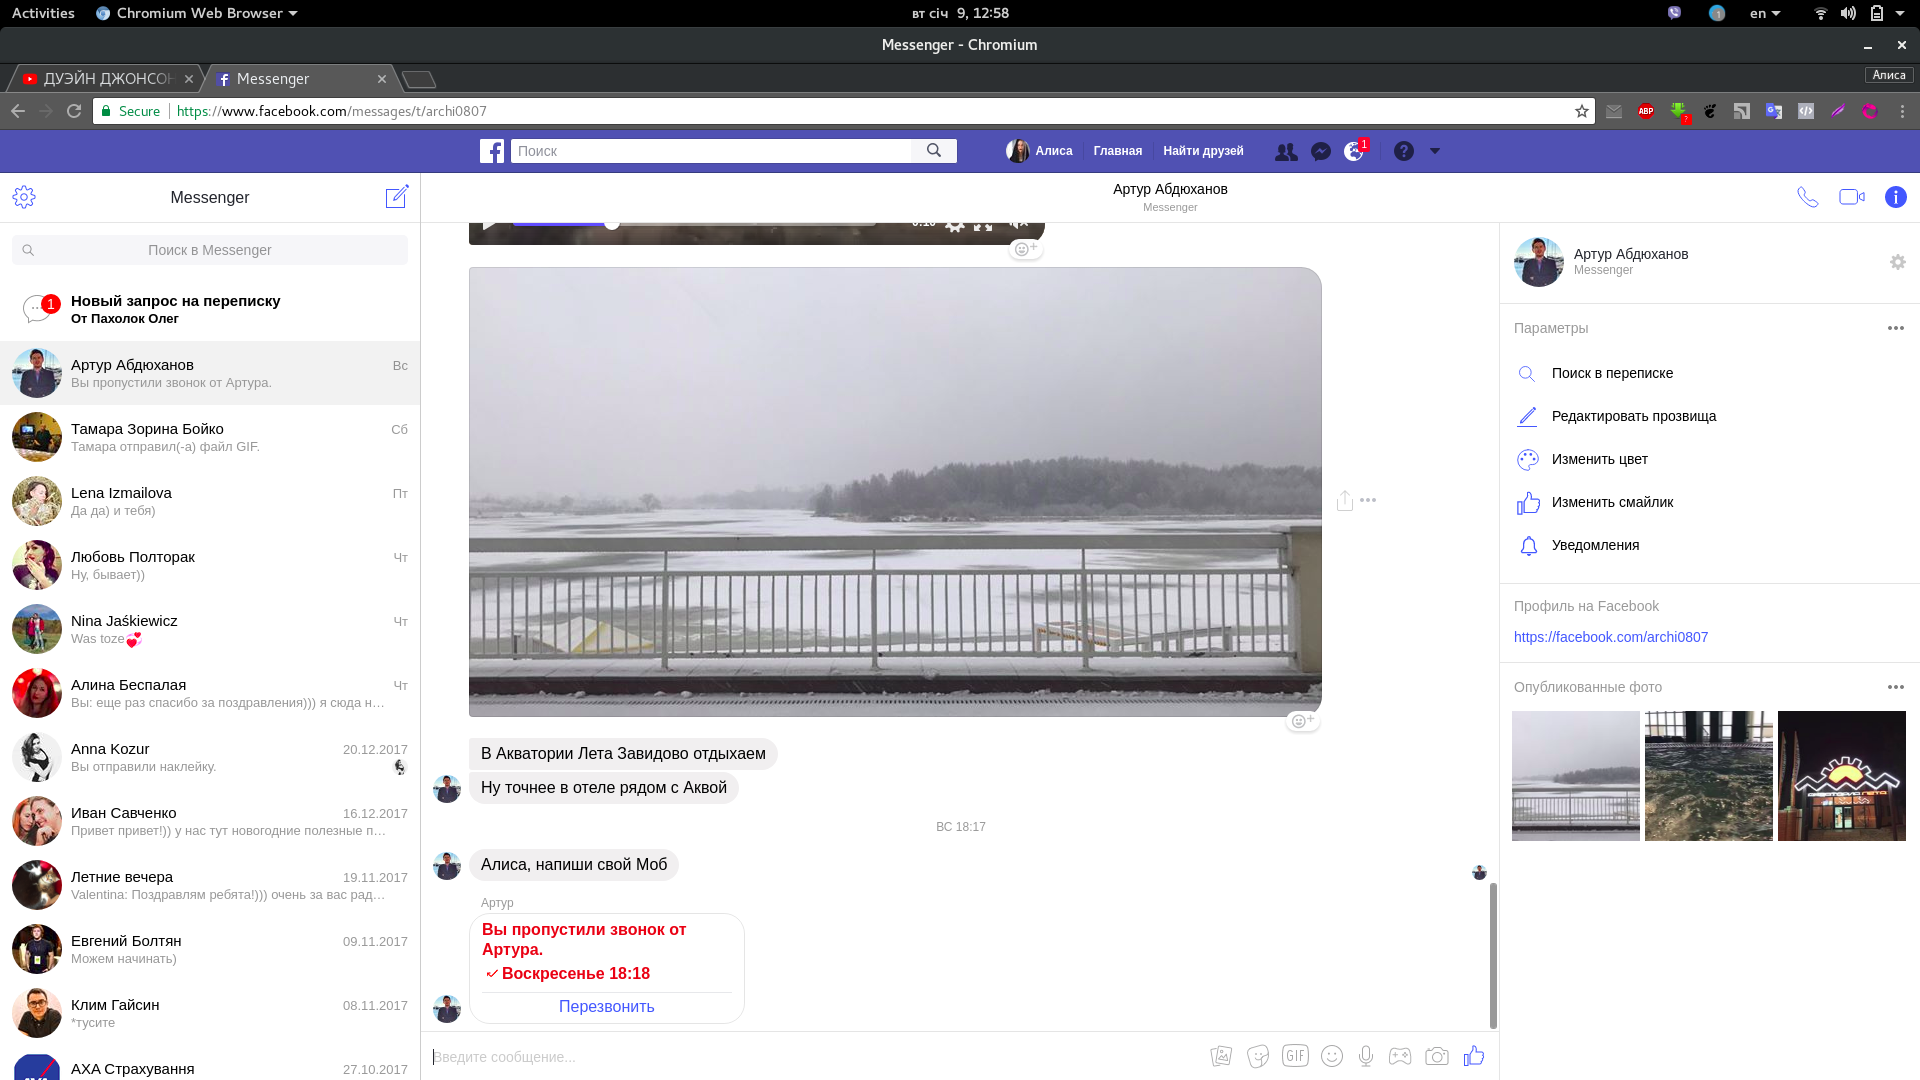 Activities
Chromium Web Browser
вт січ 9, 12:58
en
Messenger - Chromium
ДУЭЙН ДЖОНСОН
Messenger
Алиса
Secure
https://www.facebook.com/messages/t/archi0807
ABP
Поиск
Алиса
Главная
Найти друзей
1
Messenger
Артур Абдюханов
Messenger
Поиск в Messenger
1
Новый запрос на переписку
От Пахолок Олег
Артур Абдюханов
Вс
Вы пропустили звонок от Артура.
Тамара Зорина Бойко
Сб
Тамара отправил(-а) файл GIF.
Lena Izmailova
Пт
Да да) и тебя)
Любовь Полторак
Чт
Ну, бывает))
Nina Jaśkiewicz
Чт
Was toze💞
Алина Беспалая
Чт
Вы: еще раз спасибо за поздравления))) я сюда н…
Anna Kozur
20.12.2017
Вы отправили наклейку.
Иван Савченко
16.12.2017
Привет привет!)) у нас тут новогодние полезные п…
Летние вечера
19.11.2017
Valentina: Поздравлям ребята!))) очень за вас рад…
Евгений Болтян
09.11.2017
Можем начинать)
Клим Гайсин
08.11.2017
*тусите
АХА Страхування
27.10.2017
В Акватории Лета Завидово отдыхаем
Ну точнее в отеле рядом с Аквой
ВС 18:17
Алиса, напиши свой Моб
Артур
Вы пропустили звонок от
Артура.
Воскресенье 18:18
Перезвонить
Введите сообщение...
GIF
Артур Абдюханов
Messenger
Параметры
Поиск в переписке
Редактировать прозвища
Изменить цвет
Изменить смайлик
Уведомления
Профиль на Facebook
https://facebook.com/archi0807
Опубликованные фото
АКВАТОРИЯ ЛЕТА